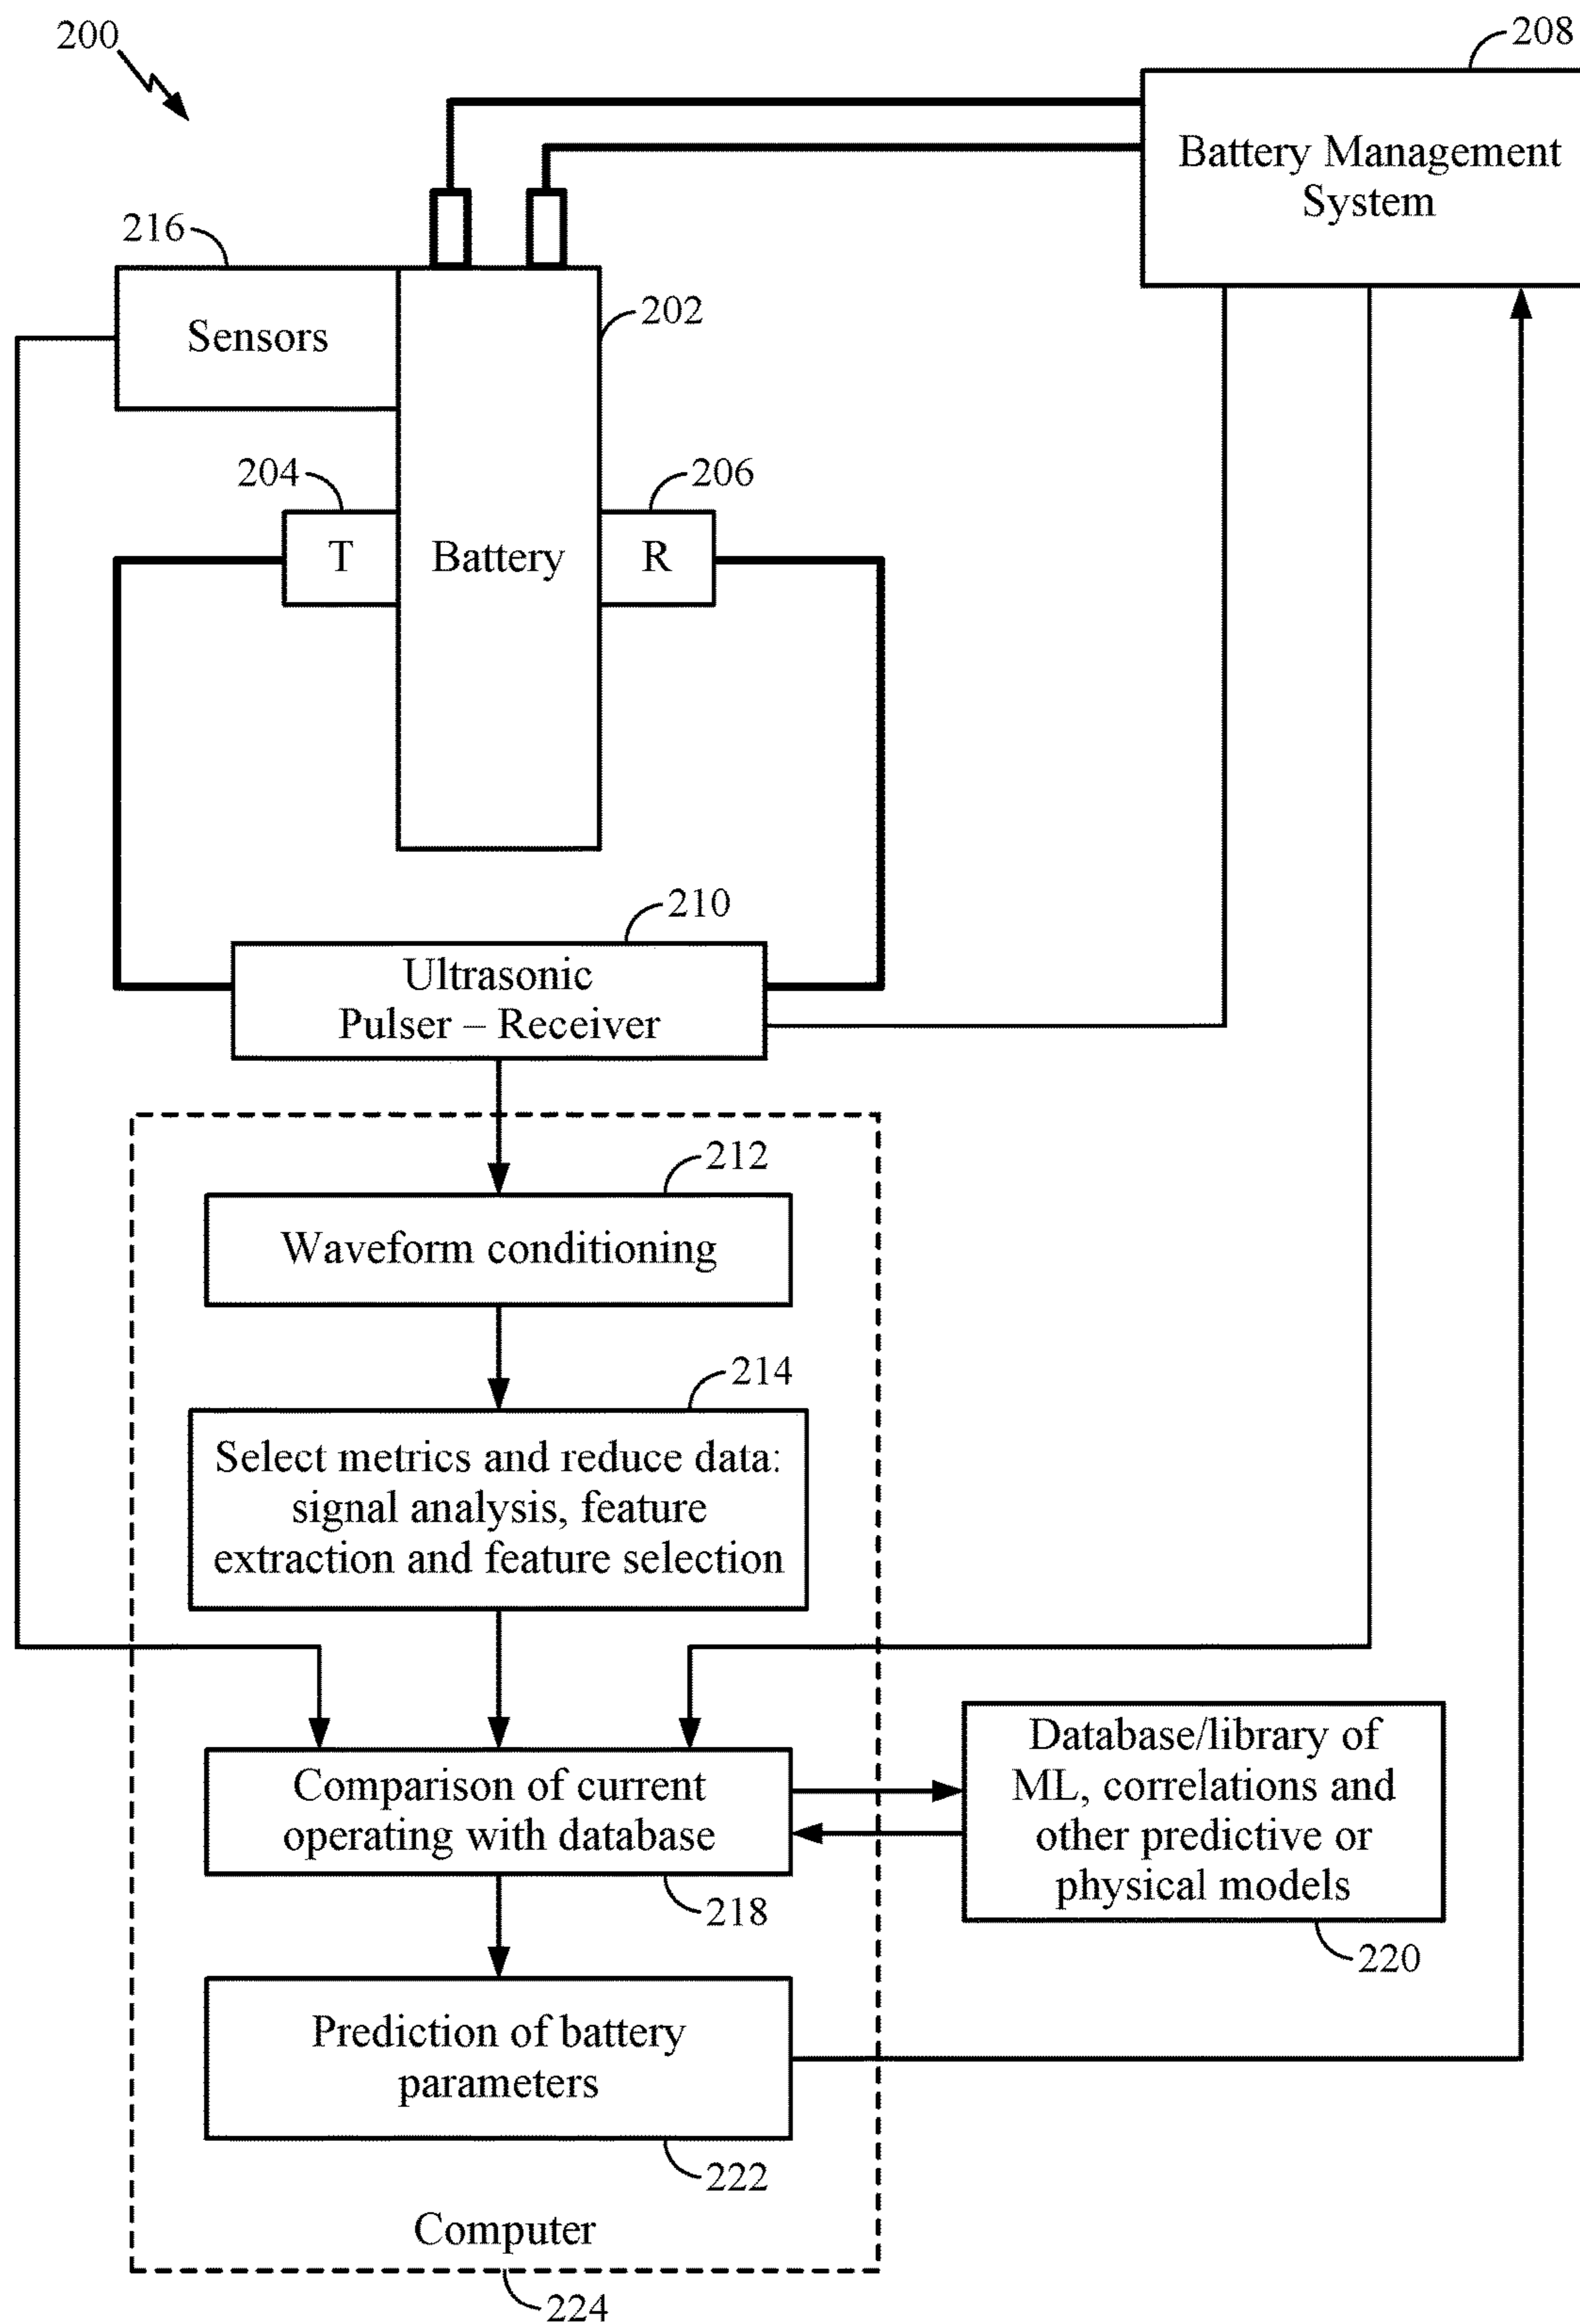 200
208
Battery Management
System
216
Sensors
202
204
206
T
Battery
R
210
Ultrasonic
Pulser – Receiver
212
Waveform conditioning
214
Select metrics and reduce data:
signal analysis, feature
extraction and feature selection
Comparison of current
operating with database
218
Database/library of
ML, correlations and
other predictive or
physical models
220
Prediction of battery
parameters
222
Computer
224